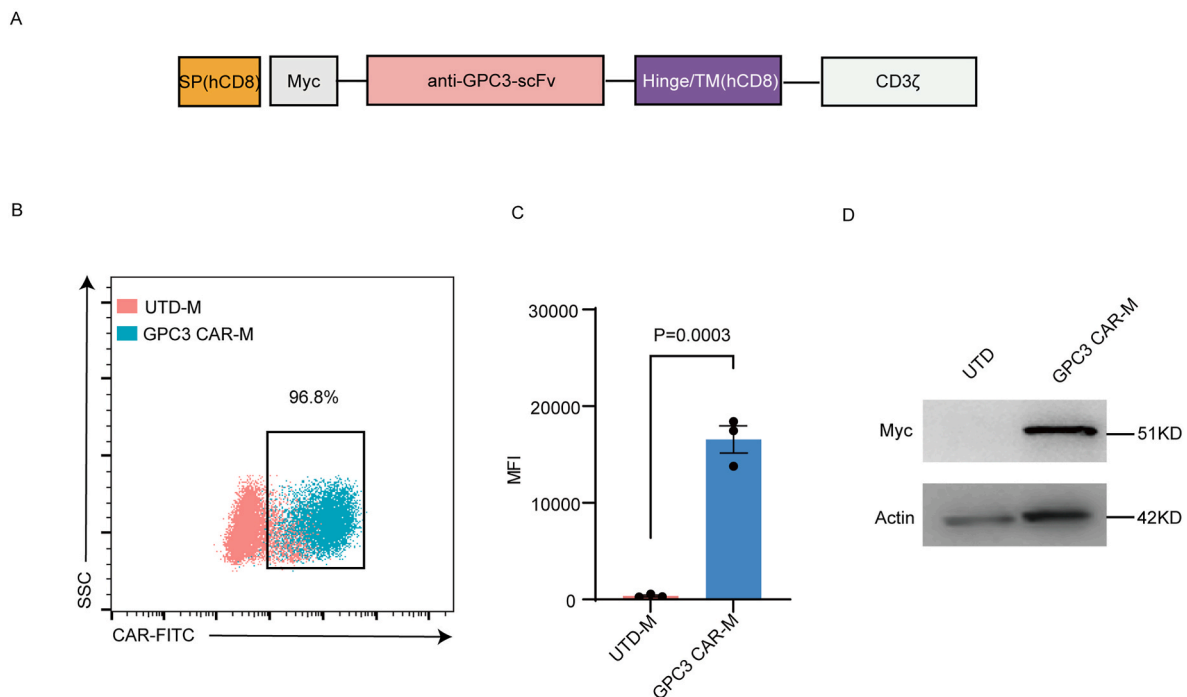 A
SP(hCD8) Myc anti-GPC3-scFv Hinge/TM(hCD8) CD3ζ
B
UTD-M
GPC3 CAR-M
96.8%
SSC
CAR-FITC
C
30000
P=0.0003
20000
MFI
10000
0
UTD-M
GPC3 CAR-M
D
UTD
GPC3 CAR-M
Myc
51KD
Actin
42KD